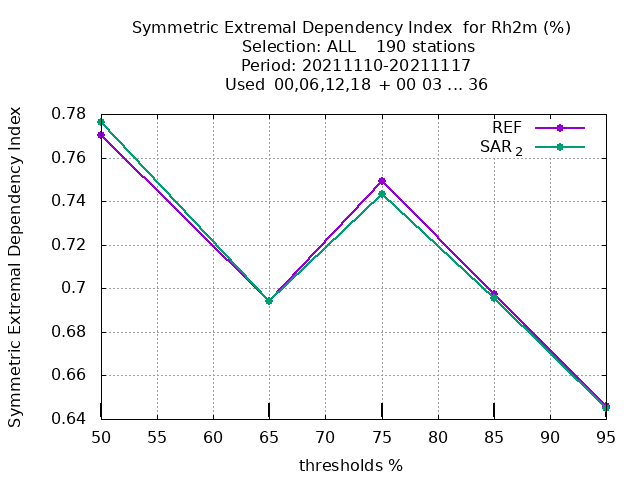 Symmetric Extremal Dependency Index for Rh2m (%)
Selection: ALL 190 stations
Period: 20211110-20211117
Used 00,06,12,18 + 00 03 ... 36
Symmetric Extremal Dependency Index
0.78
0.76
0.74
0.72
0.7
0.68
0.66
0.64
REF
SAR 2
50 55 60 65 70 75 80 85 90 95
thresholds %